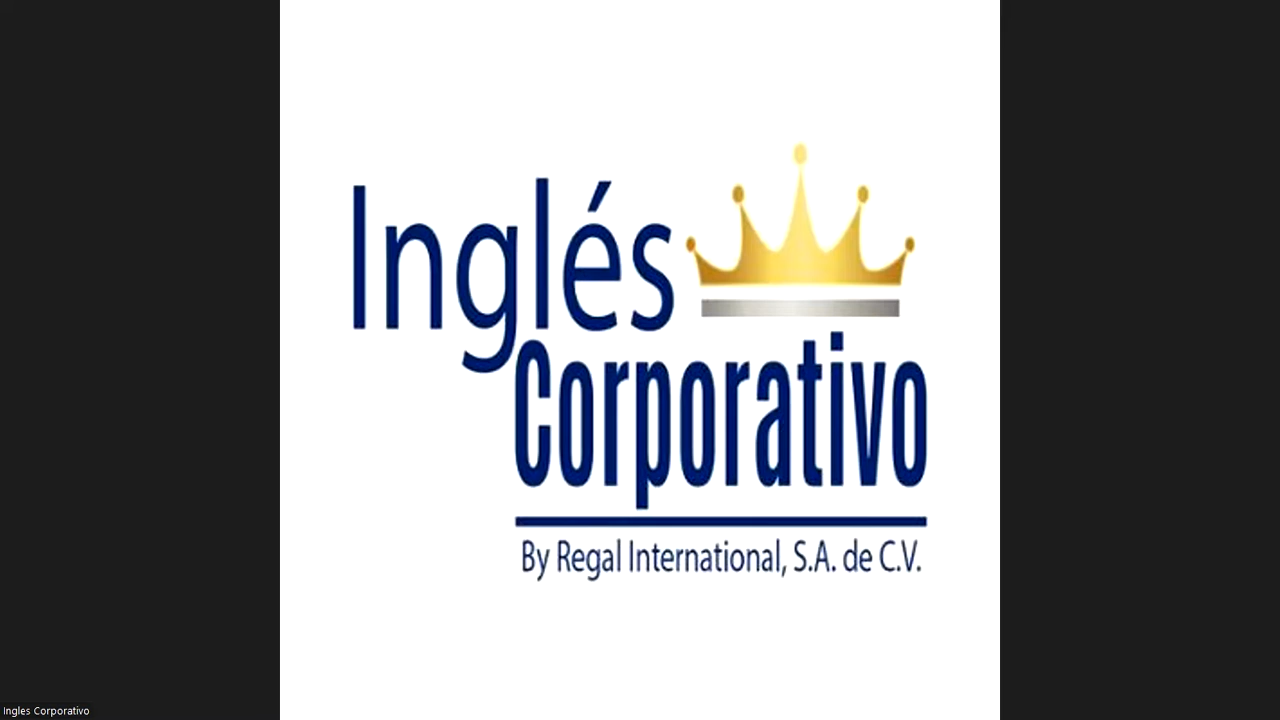 Inglés
Corporativo
By Regal International, S.A. de C.V.
Ingles Corporativo